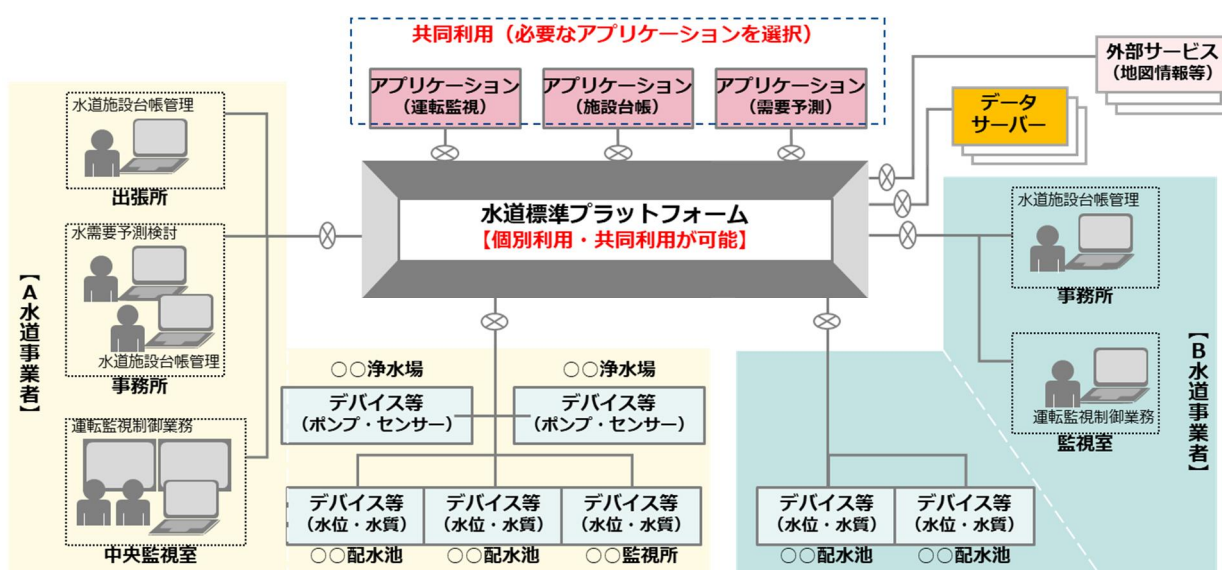 共同利用（必要なアプリケーションを選択）
アプリケーション
（運転監視）
アプリケーション
（施設台帳）
アプリケーション
（需要予測）
外部サービス
（地図情報等）
データ
サーバー
水道標準プラットフォーム
【個別利用・共同利用が可能】
【A水道事業者】
水道施設台帳管理
出張所
水需要予測検討
水道施設台帳管理
事務所
運転監視制御業務
中央監視室
○○浄水場
デバイス等
（ポンプ・センサー）
○○浄水場
デバイス等
（ポンプ・センサー）
デバイス等
（水位・水質）
○○配水池
デバイス等
（水位・水質）
○○配水池
デバイス等
（水位・水質）
○○監視所
デバイス等
（水位・水質）
○○配水池
デバイス等
（水位・水質）
○○配水池
水道施設台帳管理
事務所
運転監視制御業務
監視室
【B水道事業者】